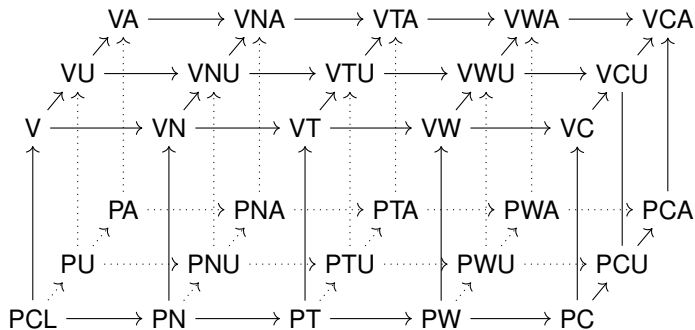 VA VNA VTA VWA VCA
VU VNU VTU VWU VCU
V VN VT VW VC
PA PNA PTA PWA PCA
PU PNU PTU PWU PCU
PCL PN PT PW PC